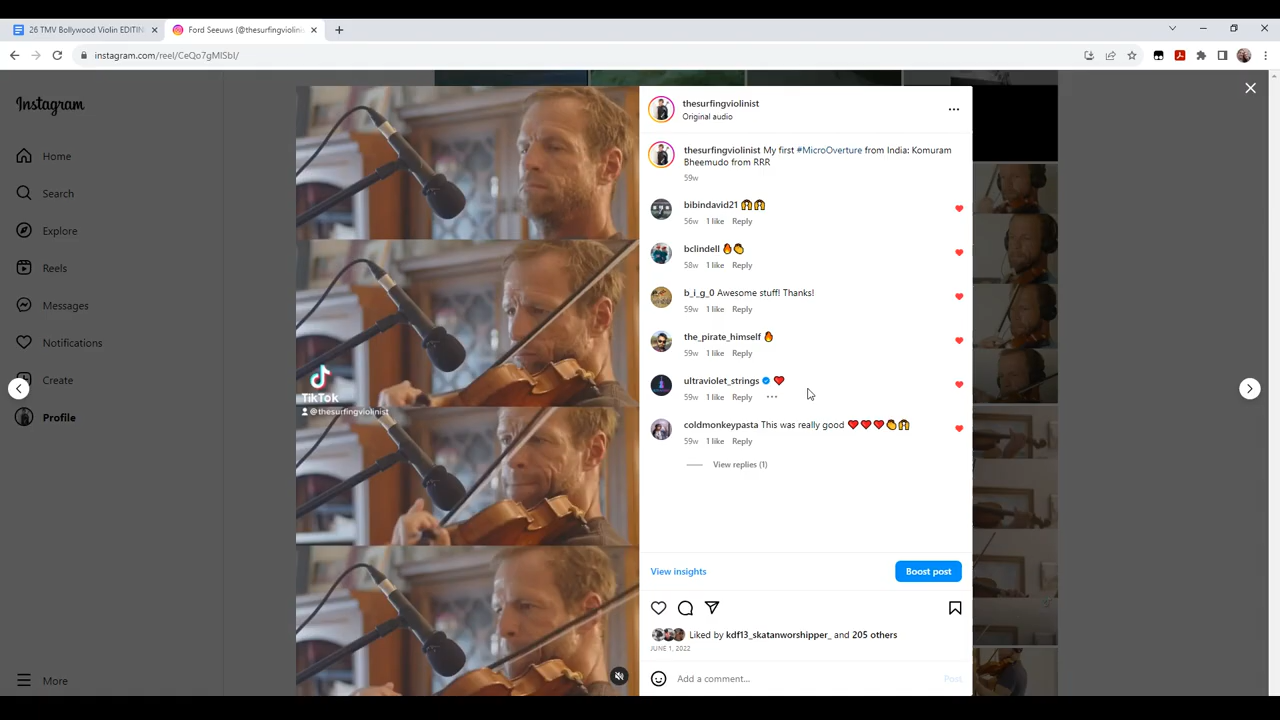 26 TMV Bollywood Violin EDITIN
Ford Seeuws (@thesurfingviolinis
instagram.com/reel/CeQo7gMlSbl/
Instagram
Home
Search
Explore
Reels
Messages
Notifications
Create
Profile
More
TikTok
@thesurfingviolinist
thesurfingviolinist
Original audio
thesurfingviolinist My first #MicroOverture from India: Komuram
Bheemudo from RRR
59w
bibindavid21
56w 1 like Reply
bclindell
58w 1 like Reply
b_i_g_0 Awesome stuff! Thanks!
59w 1 like Reply
the_pirate_himself
59w 1 like Reply
ultraviolet_strings
59w 1 like Reply
coldmonkeypasta This was really good
59w 1 like Reply
View replies (1)
View insights
Boost post
Liked by kdf13_skatanworshipper_ and 205 others
JUNE 1, 2022
Add a comment...
Post